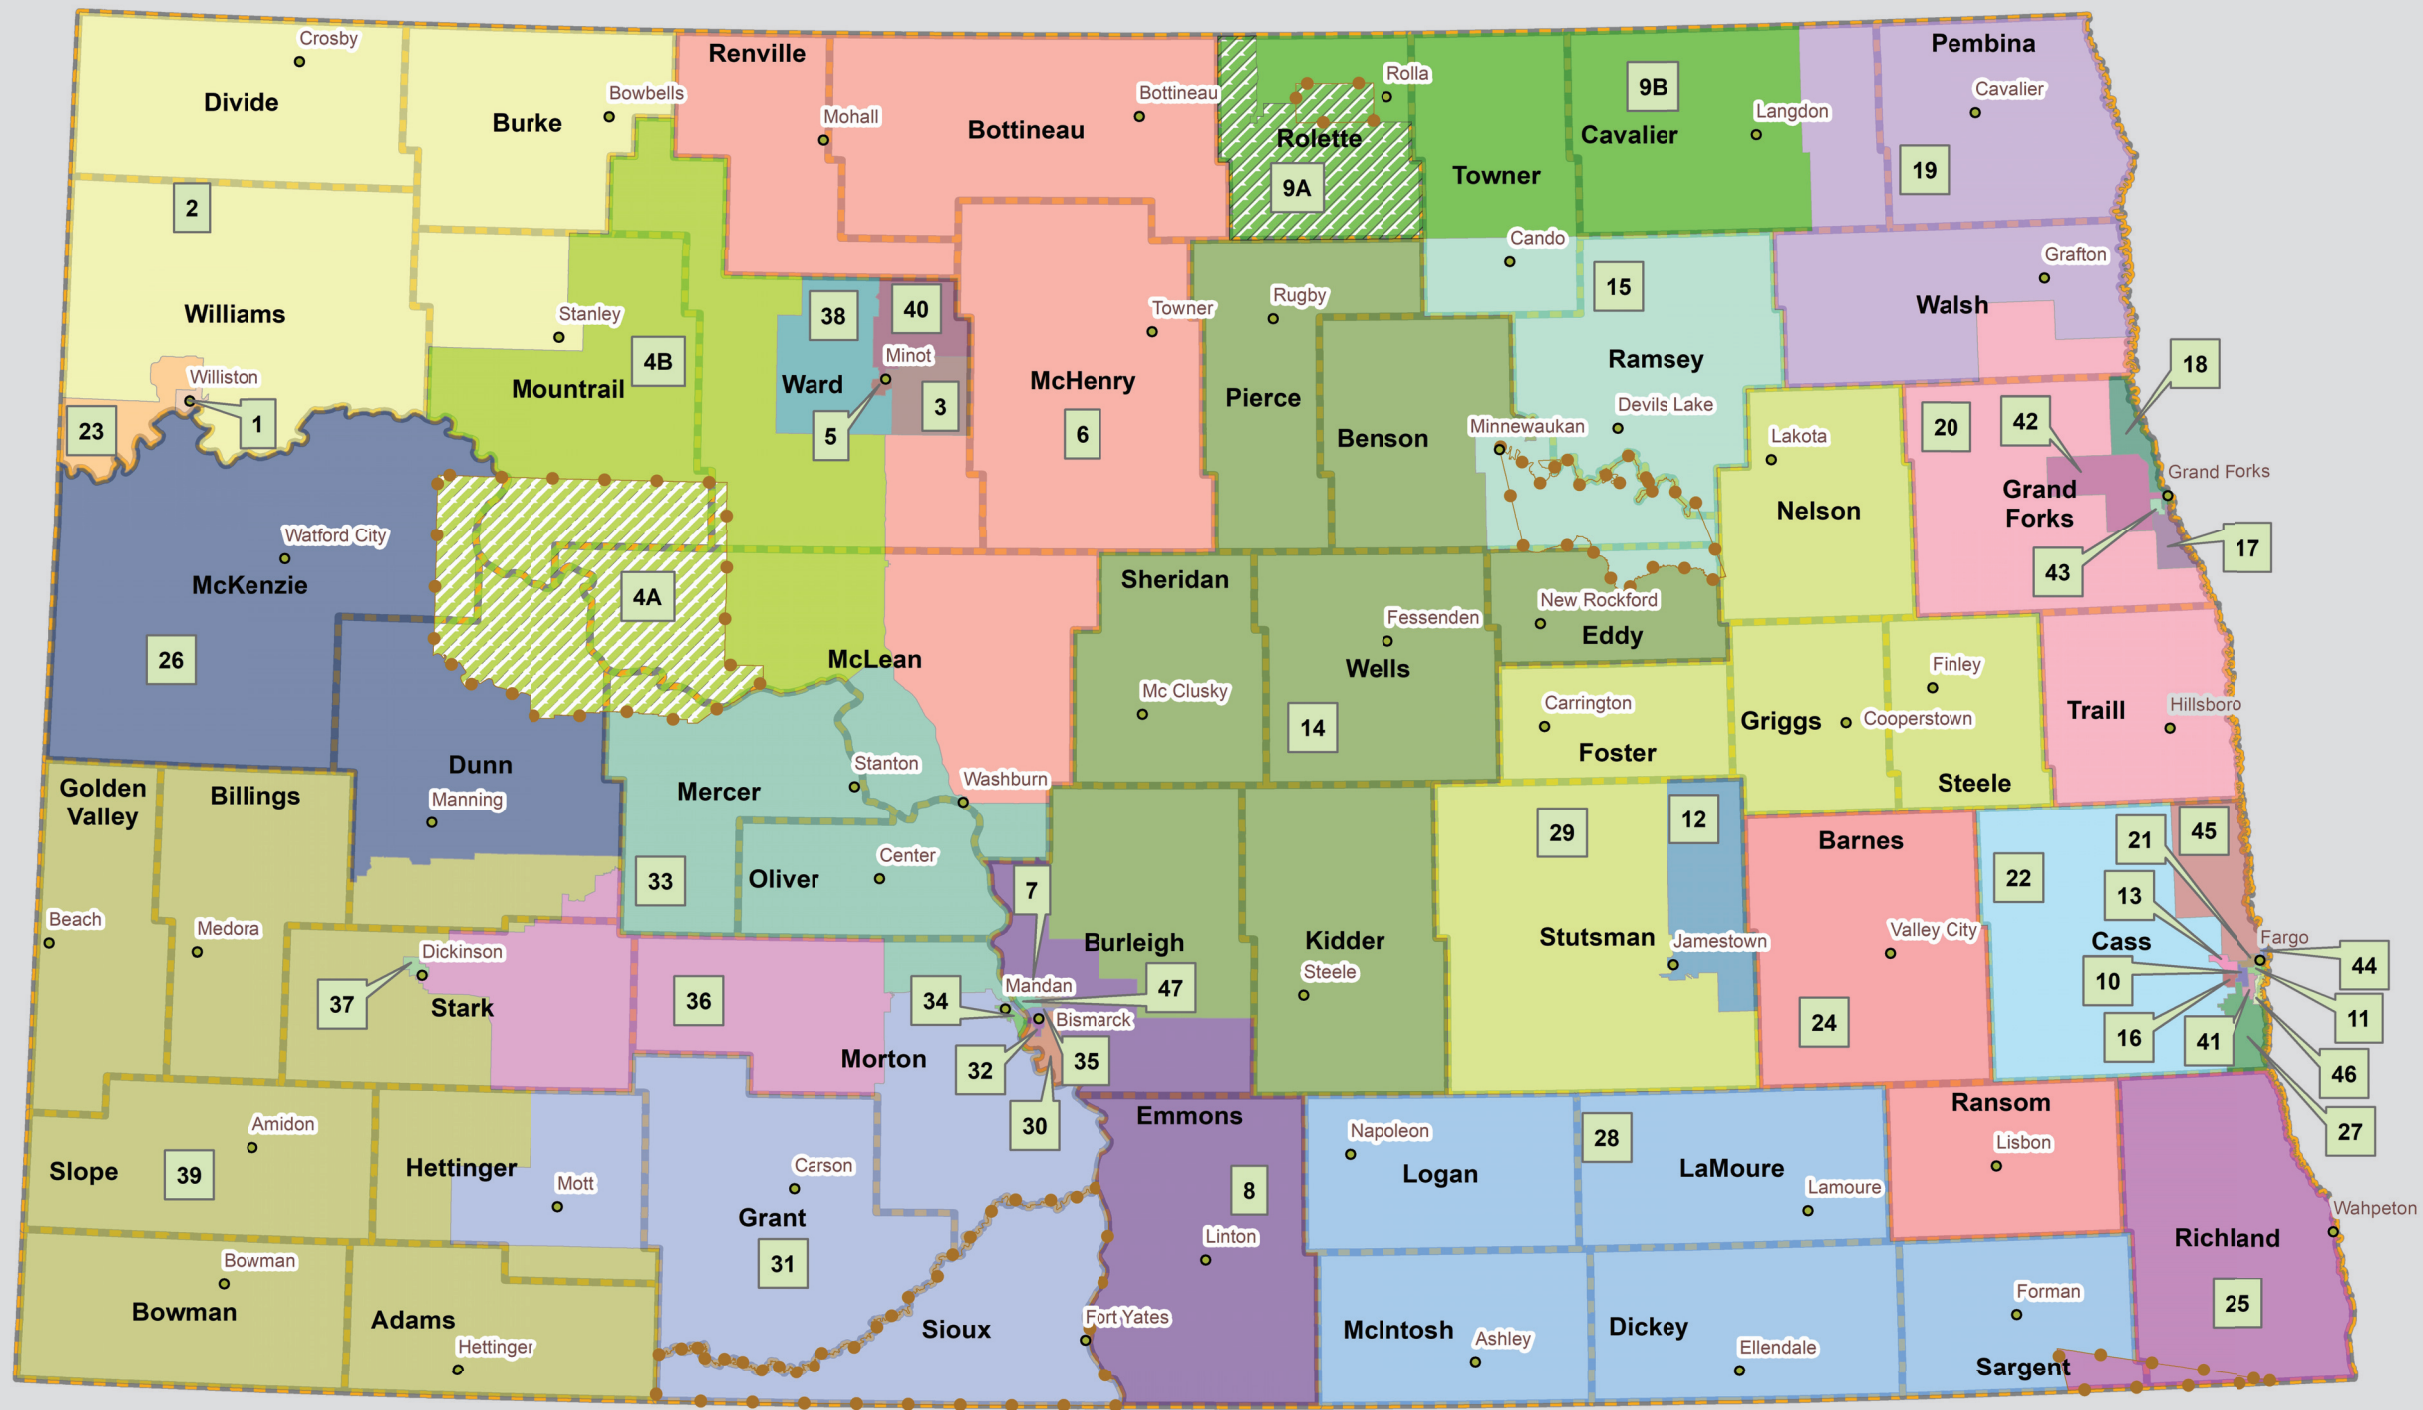 Crosby
Divide
Burke
Bowbells
Renville
Mohall
Bottineau
Bottineau
Rolla
Rolette
9A
9B
Cavalier
Langdon
Towner
Pembina
Cavalier
19
2
Williams
Stanley
Mountrail
4B
38
40
Minot
Ward
5
3
Towner
McHenry
6
Rugby
Pierce
Benson
Cando
15
Ramsey
Devils Lake
Minnewaukan
Grafton
Walsh
18
Williston
1
23
Lakota
Nelson
20
42
Grand Forks
Grand
Forks
17
43
Watford City
McKenzie
26
4A
McLean
Sheridan
Mc Clusky
Fessenden
Wells
14
New Rockford
Eddy
Carrington
Foster
Griggs
Cooperstown
Finley
Steele
Traill
Hillsboro
Golden
Valley
Billings
Dunn
Manning
Mercer
Stanton
Washburn
33
Oliver
Center
7
Burleigh
Kidder
Steele
29
12
Stutsman
Jamestown
Barnes
Valley City
24
22
21
45
13
Cass
10
16
41
Fargo
44
11
46
27
Beach
Medora
Dickinson
37
Stark
36
34
Mandan
47
Bismarck
32
35
30
Morton
Amidon
Slope
39
Hettinger
Mott
Carson
Grant
31
Emmons
8
Linton
Napoleon
Logan
28
LaMoure
Lamoure
Ransom
Lisbon
Wahpeton
Richland
25
Bowman
Bowman
Adams
Hettinger
Sioux
Fort Yates
McIntosh
Ashley
Dickey
Ellendale
Forman
Sargent